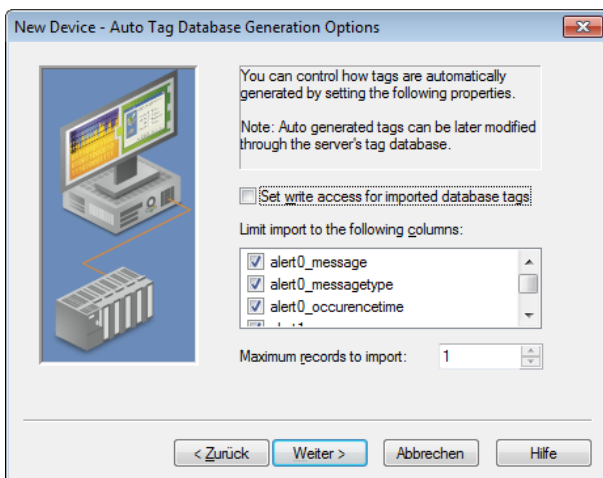 New Device - Auto Tag Database Generation Options
You can control how tags are automatically
generated by setting the following properties.
Note: Auto generated tags can be later modified
through the server's tag database.
Set write access for imported database tags
Limit import to the following columns:
alert0_message
alert0_messagetype
alert0_occurencetime
Maximum records to import: 1
< Zurück Weiter > Abbrechen Hilfe